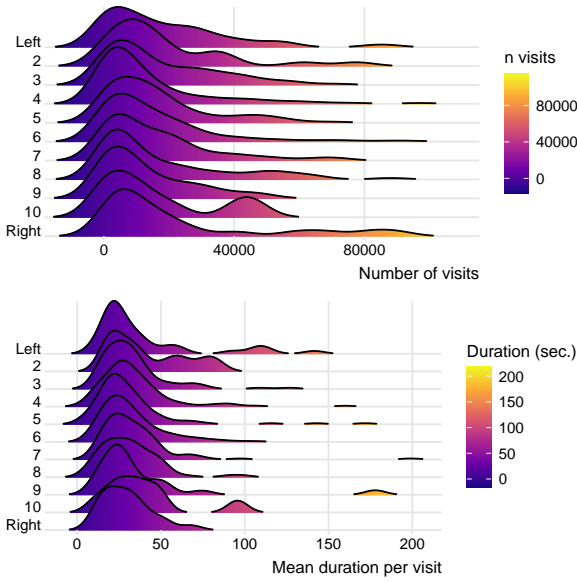 Left
2
3
4
5
6
7
8
9
10
Right
0 40000 80000
Number of visits
n visits
80000
40000
0
Left
2
3
4
5
6
7
8
9
10
Right
0 50 100 150 200
Mean duration per visit
Duration (sec.)
200
150
100
50
0